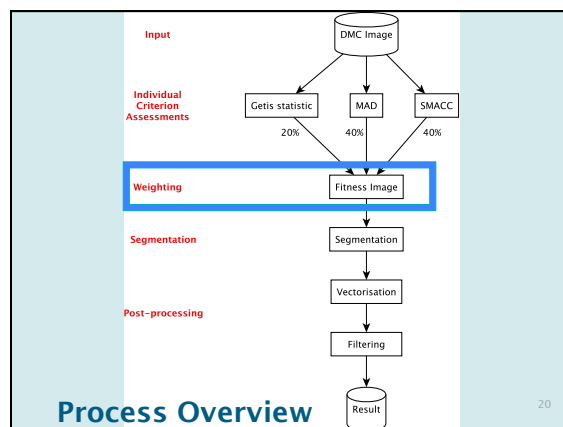 Input
DMC Image
Individual
Criterion
Assessments
Getis statistic
MAD
SMACC
20%
40%
40%
Weighting
Fitness Image
Segmentation
Segmentation
Vectorisation
Post-processing
Filtering
Result
Process Overview
20